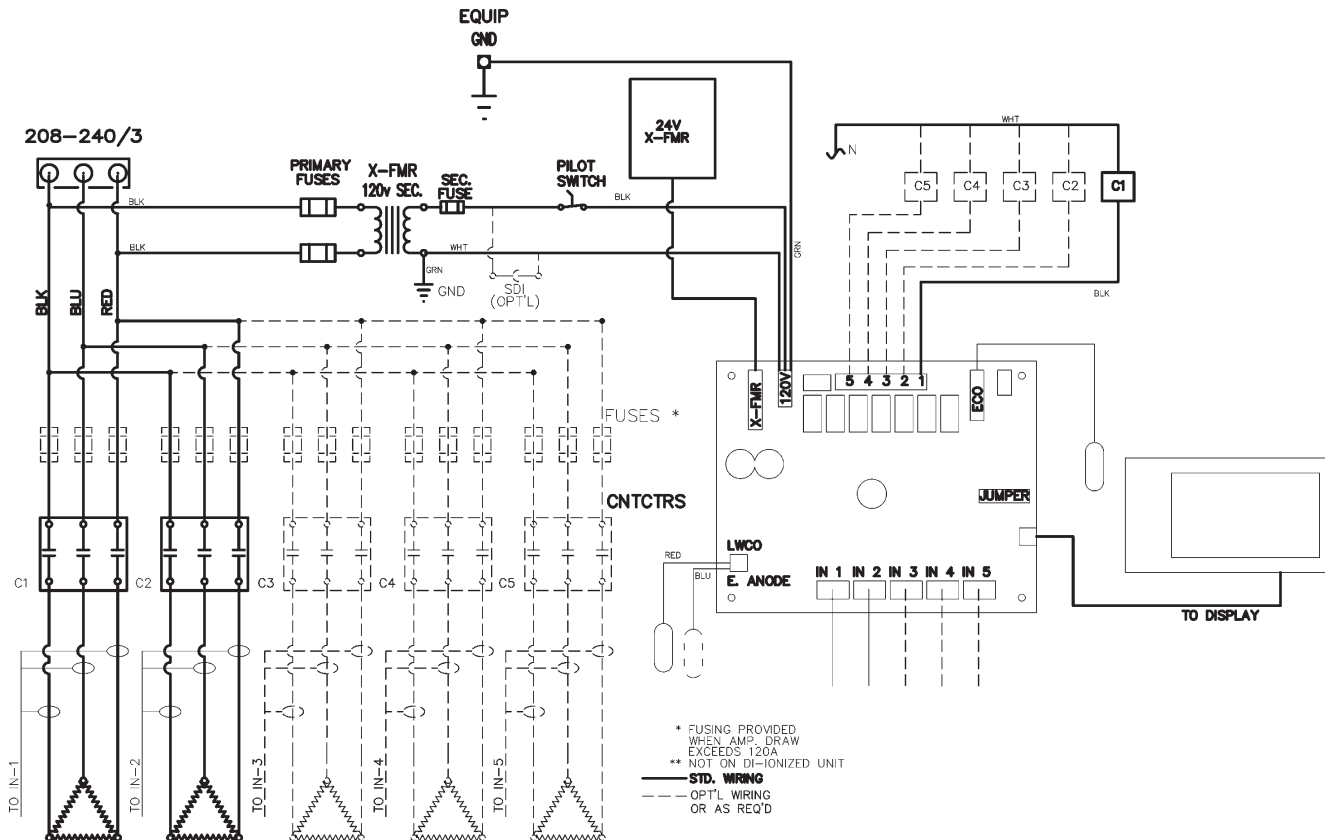 EQUIP
GND
208-240/3
24V
X-FMR
PRIMARY
FUSES
X-FMR
120v SEC.
SEC.
FUSE
PILOT
SWITCH
BLK
BLK
BLK
WHT
GRN
GND
SDI
(OPT'L)
GRN
WHT
N
C5
C4
C3
C2
C1
BLK
BLK
BLU
RED
FUSES *
X-FMR
120V
5 4 3 2 1
ECO
JUMPER
CNTCTRS
C1
C2
C3
C4
C5
RED
BLU
LWCO
E. ANODE
IN 1 IN 2 IN 3 IN 4 IN 5
TO DISPLAY
TO IN-1
TO IN-2
TO IN-3
TO IN-4
TO IN-5
* FUSING PROVIDED
WHEN AMP. DRAW
EXCEEDS 120A
** NOT ON DI-IONIZED UNIT
STD. WIRING
OPT'L WIRING
OR AS REQ'D